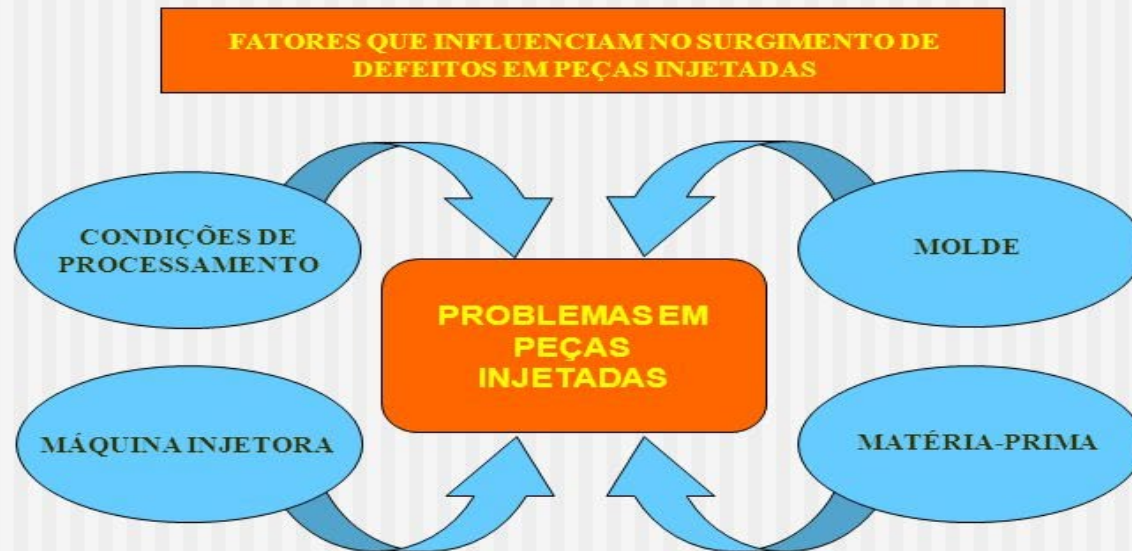 FATORES QUE INFLUENCIAM NO SURGIMENTO DE
DEFEITOS EM PEÇAS INJETADAS
CONDIÇÕES DE
PROCESSAMENTO
MOLDE
PROBLEMAS EM
PEÇAS
INJETADAS
MÁQUINA INJETORA
MATÉRIA-PRIMA